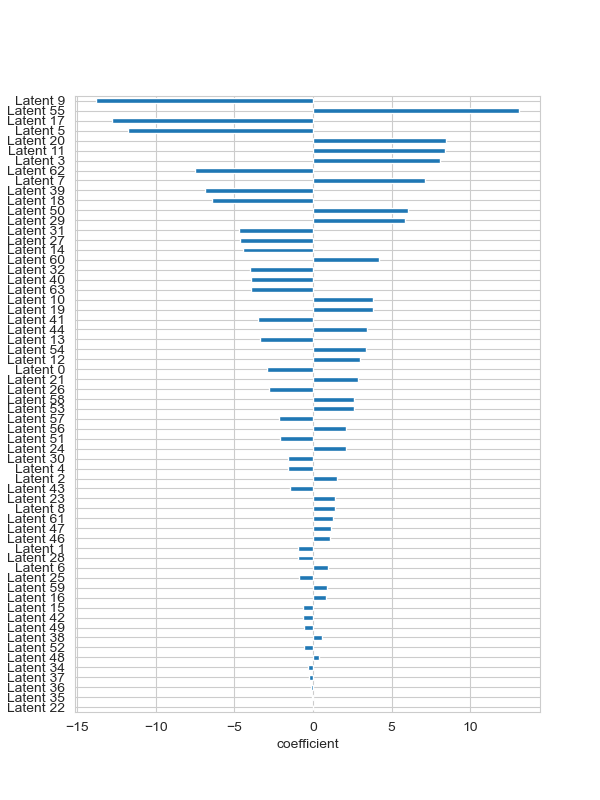 Latent 9
Latent 55
Latent 17
Latent 5
Latent 20
Latent 11
Latent 3
Latent 62
Latent 7
Latent 39
Latent 18
Latent 50
Latent 29
Latent 31
Latent 27
Latent 14
Latent 60
Latent 32
Latent 40
Latent 63
Latent 10
Latent 19
Latent 41
Latent 44
Latent 13
Latent 54
Latent 12
Latent 0
Latent 21
Latent 26
Latent 58
Latent 53
Latent 57
Latent 56
Latent 51
Latent 24
Latent 30
Latent 4
Latent 2
Latent 43
Latent 23
Latent 8
Latent 61
Latent 47
Latent 46
Latent 1
Latent 28
Latent 6
Latent 25
Latent 59
Latent 16
Latent 15
Latent 42
Latent 49
Latent 38
Latent 52
Latent 48
Latent 34
Latent 37
Latent 36
Latent 35
Latent 22
−15 −10 −5 0 5 10
coefficient